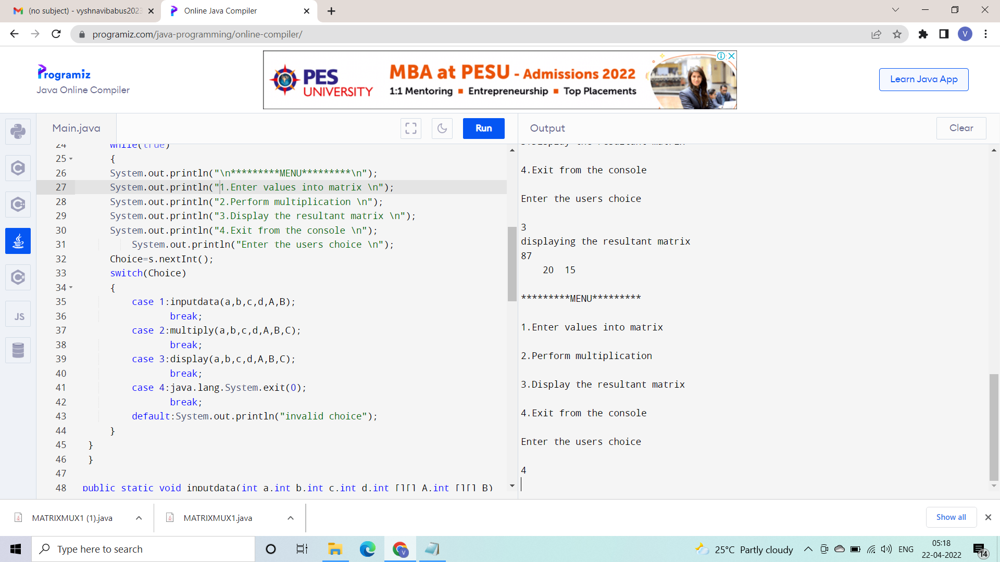 (no subject) - vyshnavibabus2023
Online Java Compiler
programiz.com/java-programming/online-compiler/
V
Programiz
Java Online Compiler
PES
UNIVERSITY
MBA at PESU - Admissions 2022
1:1 Mentoring ■ Entrepreneurship ■ Top Placements
Learn Java App
Main.java
Run
Output
Clear
JS
24 while(true)
25 {
26 System.out.println("\n*********MENU*********\n");
27 System.out.println("1.Enter values into matrix \n");
28 System.out.println("2.Perform multiplication \n");
29 System.out.println("3.Display the resultant matrix \n");
30 System.out.println("4.Exit from the console \n");
31 System.out.println("Enter the users choice \n");
32 Choice=s.nextInt();
33 switch(Choice)
34 {
35 case 1:inputdata(a,b,c,d,A,B);
36 break;
37 case 2:multiply(a,b,c,d,A,B,C);
38 break;
39 case 3:display(a,b,c,d,A,B,C);
40 break;
41 case 4:java.lang.System.exit(0);
42 break;
43 default:System.out.println("invalid choice");
44 }
45 }
46 }
47
48 public static void inputdata(int a,int b,int c,int d,int [][] A,int [][] B)
3.Display the resultant matrix
4.Exit from the console
Enter the users choice
3
displaying the resultant matrix
87
20 15
*********MENU*********
1.Enter values into matrix
2.Perform multiplication
3.Display the resultant matrix
4.Exit from the console
Enter the users choice
4
MATRIXMUX1 (1).java
MATRIXMUX1.java
Show all
Type here to search
V
25°C Partly cloudy
ENG
05:18
22-04-2022
14